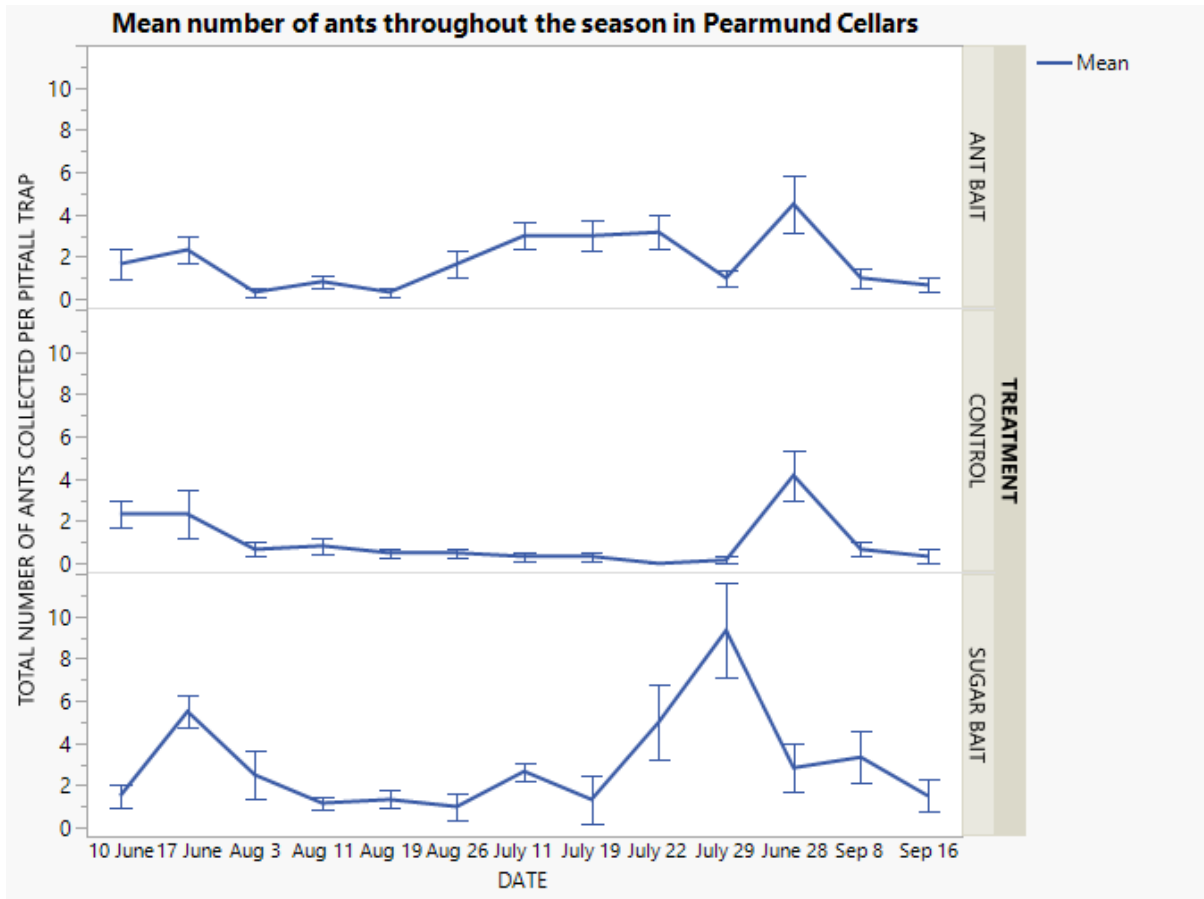 Mean number of ants throughout the season in Pearmund Cellars
Mean
TOTAL NUMBER OF ANTS COLLECTED PER PITFALL TRAP
10
8
6
4
2
0
ANT BAIT
10
8
6
4
2
0
CONTROL
TREATMENT
10
8
6
4
2
0
SUGAR BAIT
10 June 17 June Aug 3 Aug 11 Aug 19 Aug 26 July 11 July 19 July 22 July 29 June 28 Sep 8 Sep 16
DATE